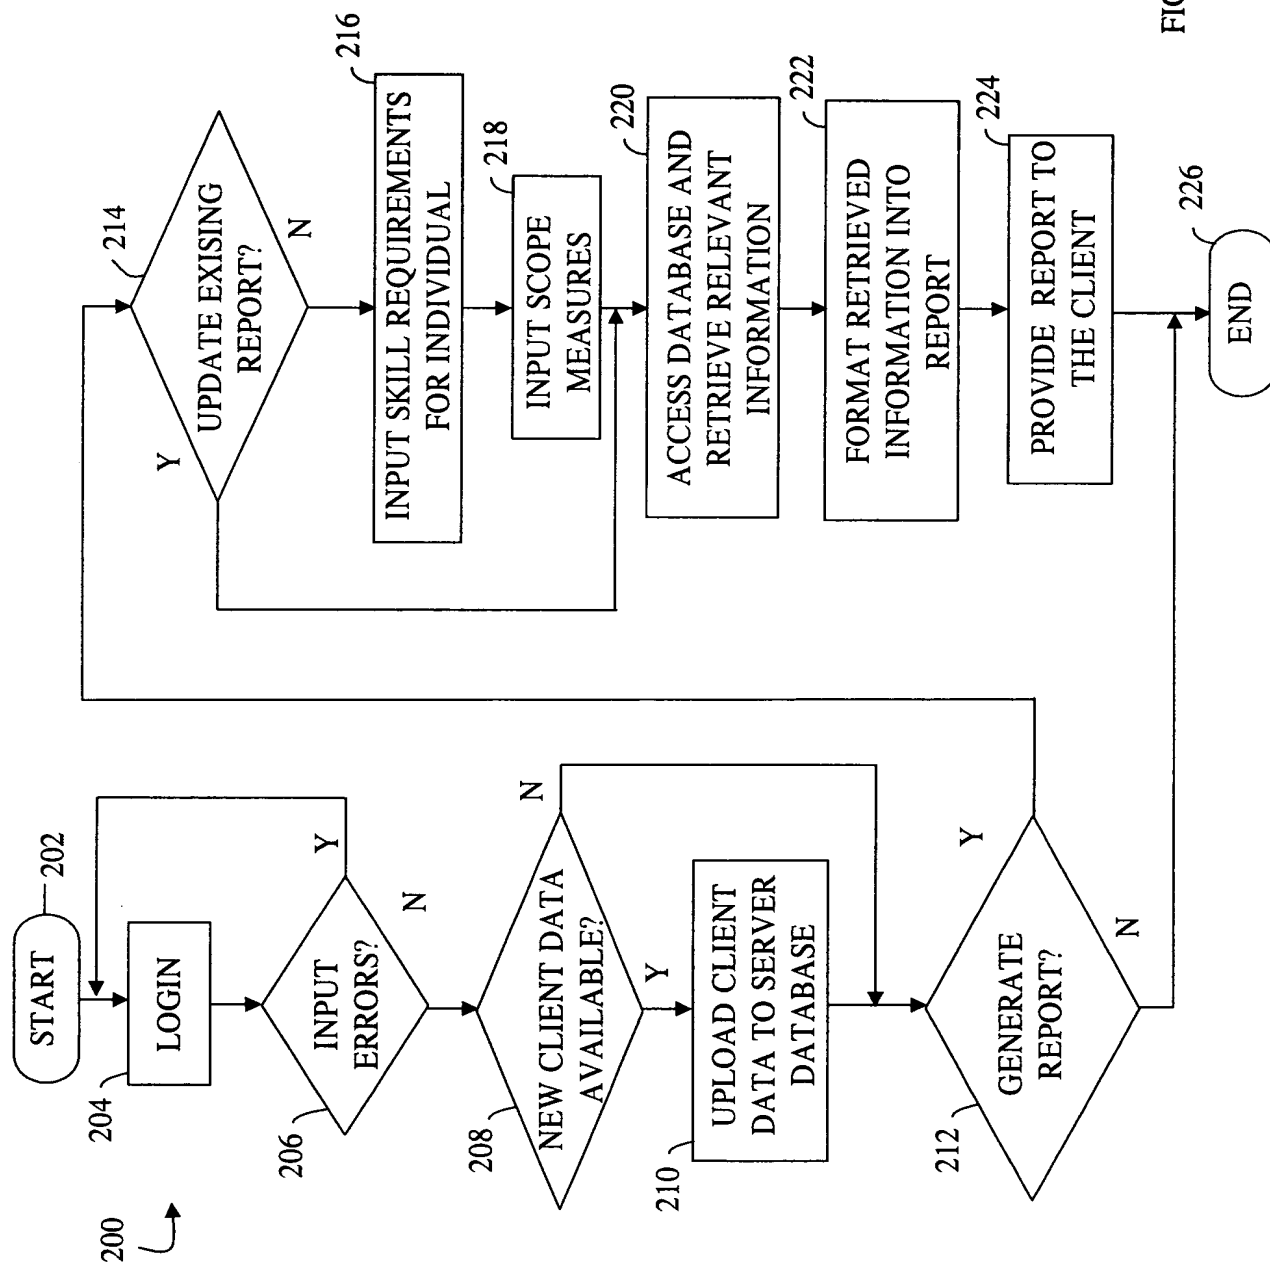 200
START
202
LOGIN
204
INPUT
ERRORS?
206
Y
N
NEW CLIENT DATA
AVAILABLE?
208
N
Y
UPLOAD CLIENT
DATA TO SERVER
DATABASE
210
GENERATE
REPORT?
212
Y
N
UPDATE EXISING
REPORT?
214
Y
N
INPUT SKILL REQUIREMENTS
FOR INDIVIDUAL
216
INPUT SCOPE
MEASURES
218
ACCESS DATABASE AND
RETRIEVE RELEVANT
INFORMATION
220
FORMAT RETRIEVED
INFORMATION INTO
REPORT
222
PROVIDE REPORT TO
THE CLIENT
224
END
226